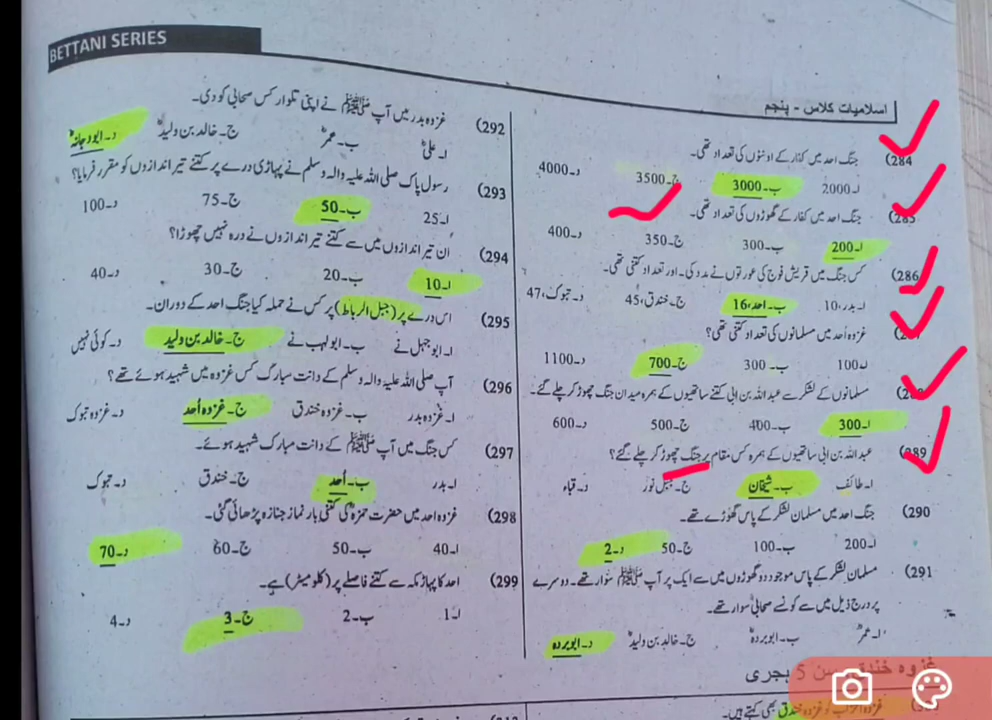 BETTANI SERIES
اسلامیات کلاس - پنجم
284) جنگ احد میں کفار کے اونٹوں کی تعداد تھی۔
ا۔2000 ب۔3000 ج۔3500 د۔4000
285) جنگ احد میں کفار کے گھوڑوں کی تعداد تھی۔
ا۔200 ب۔300 ج۔350 د۔400
286) کس جنگ میں قریش فوج کی عورتوں نے مدد کی۔ اور تعداد کتنی تھی۔
ا۔بدر،10 ب۔احد،16 ج۔خندق،45 د۔تبوک،47
غزوہ اُحد میں مسلمانوں کی تعداد کتنی تھی؟
ا۔100 ب۔300 ج۔700 د۔1100
مسلمانوں کے لشکر سے عبداللہ بن ابی کتنے ساتھیوں کے ہمرہ میدان جنگ چھوڑ کر چلے گئے۔
ا۔300 ب۔400 ج۔500 د۔600
289) عبداللہ بن ابی ساتھیوں کے ہمرہ کس مقام پر جنگ چھوڑ کر چلے گئے؟
ا۔طائف ب۔شیخان ج۔جبل نور د۔قباء
290) جنگ احد میں مسلمان لشکر کے پاس گھوڑے تھے۔
ا۔200 ب۔100 ج۔50 د۔2
291) مسلمان لشکر کے پاس موجود دو گھوڑوں میں سے ایک پر آپ ﷺ سوار تھے۔ دوسرے
پر درج ذیل میں سے کونسے صحابی سوار تھے۔
ا۔عمرؓ ب۔ابوبردہؓ ج۔خالد بن ولیدؓ د۔ابوبردہ
غزوہ خندق سن 5 ہجری
غزوہ خندق بھی کہتے ہیں۔
292) غزوہ بدر میں آپ ﷺ نے اپنی تلوار کس صحابی کو دی۔
ا۔علیؓ ب۔عمرؓ ج۔خالد بن ولیدؓ د۔ابودجانہؓ
293) رسول پاک صلی اللہ علیہ والہ وسلم نے پہاڑی درے پر کتنے تیر اندازوں کو مقرر فرمایا؟
ا۔25 ب۔50 ج۔75 د۔100
294) ان تیر اندازوں میں سے کتنے تیر اندازوں نے درہ نہیں چھوڑا؟
ا۔10 ب۔20 ج۔30 د۔40
295) اس درے پر (جبل الرباط) پر کس نے حملہ کیا جنگ احد کے دوران۔
ا۔ابو جہل نے ب۔ابولہب نے ج۔خالد بن ولید د۔کوئی نہیں
296) آپ صلی اللہ علیہ والہ وسلم کے دانت مبارک کس غزوہ میں شہید ہوئے تھے؟
ا۔غزوہ بدر ب۔غزوہ خندق ج۔غزوہ اُحد د۔غزوہ تبوک
297) کس جنگ میں آپ ﷺ کے دانت مبارک شہید ہوئے۔
ا۔بدر ب۔اُحد ج۔خندق د۔تبوک
298) غزوہ احد میں حضرت حمزہؓ کی کتنی بار نماز جنازہ پڑھائی گئی۔
ا۔40 ب۔50 ج۔60 د۔70
299) احد کا پہاڑ مکہ سے کتنے فاصلے پر (کلومیٹر) ہے۔
ا۔1 ب۔2 ج۔3 د۔4